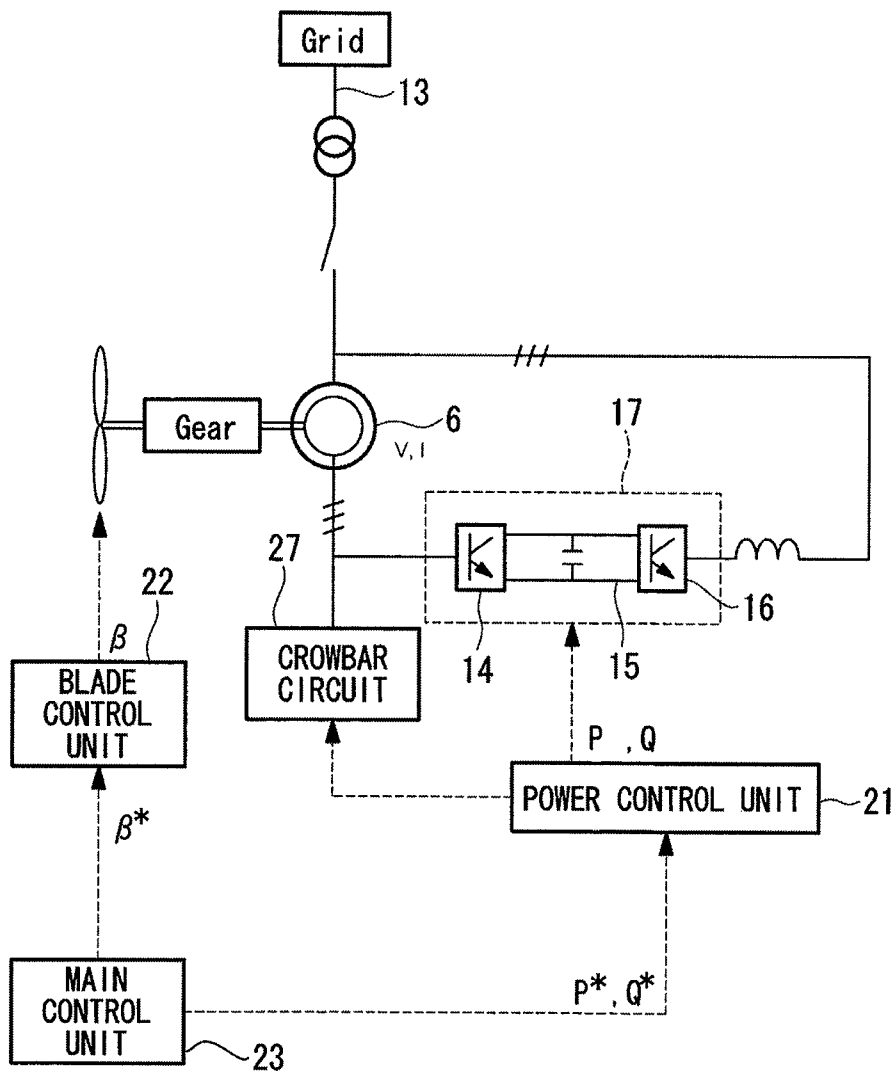 Grid
13
Gear
6
V, I
17
27
22
β
CROWBAR
CIRCUIT
14
15
16
BLADE
CONTROL
UNIT
P , Q
POWER CONTROL UNIT
21
β*
MAIN
CONTROL
UNIT
P*, Q*
23